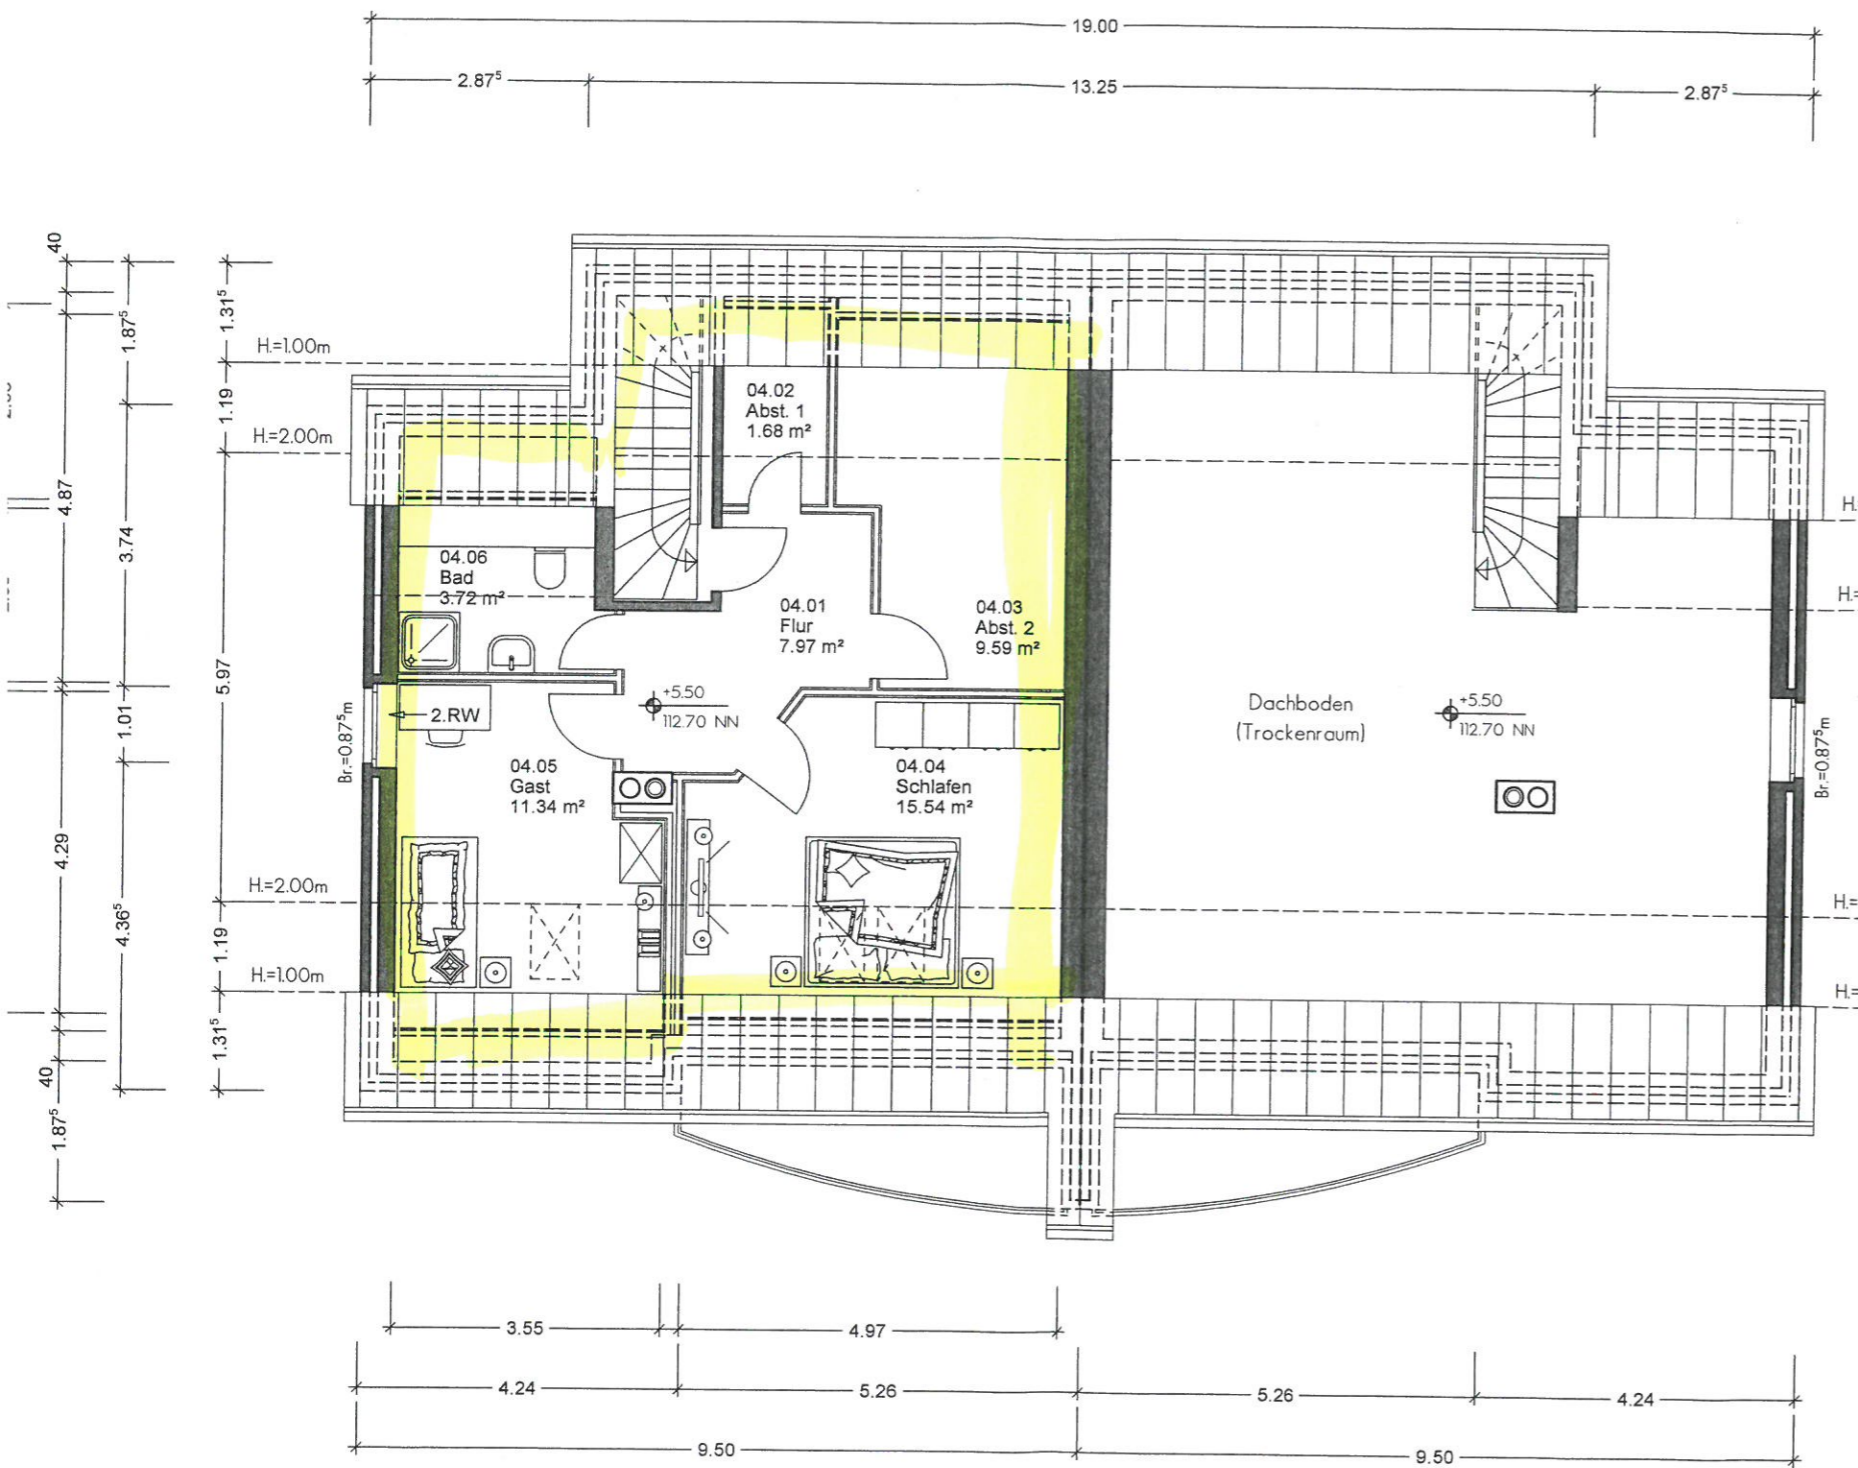 19.00
2.87⁵
13.25
2.87⁵
40
1.87⁵
1.31⁵
H.=1.00m
1.19
H.=2.00m
4.87
3.74
5.97
1.01
4.29
4.36⁵
H.=2.00m
1.19
H.=1.00m
1.31⁵
40
1.87⁵
04.02
Abst. 1
1.68 m²
04.06
Bad
3.72 m²
04.01
Flur
7.97 m²
04.03
Abst. 2
9.59 m²
+5.50
112.70 NN
2.RW
Br.=0.87⁵m
04.05
Gast
11.34 m²
04.04
Schlafen
15.54 m²
Dachboden
(Trockenraum)
+5.50
112.70 NN
Br.=0.87⁵m
H.
H.=
H.=
H.=
3.55
4.97
4.24
5.26
5.26
4.24
9.50
9.50